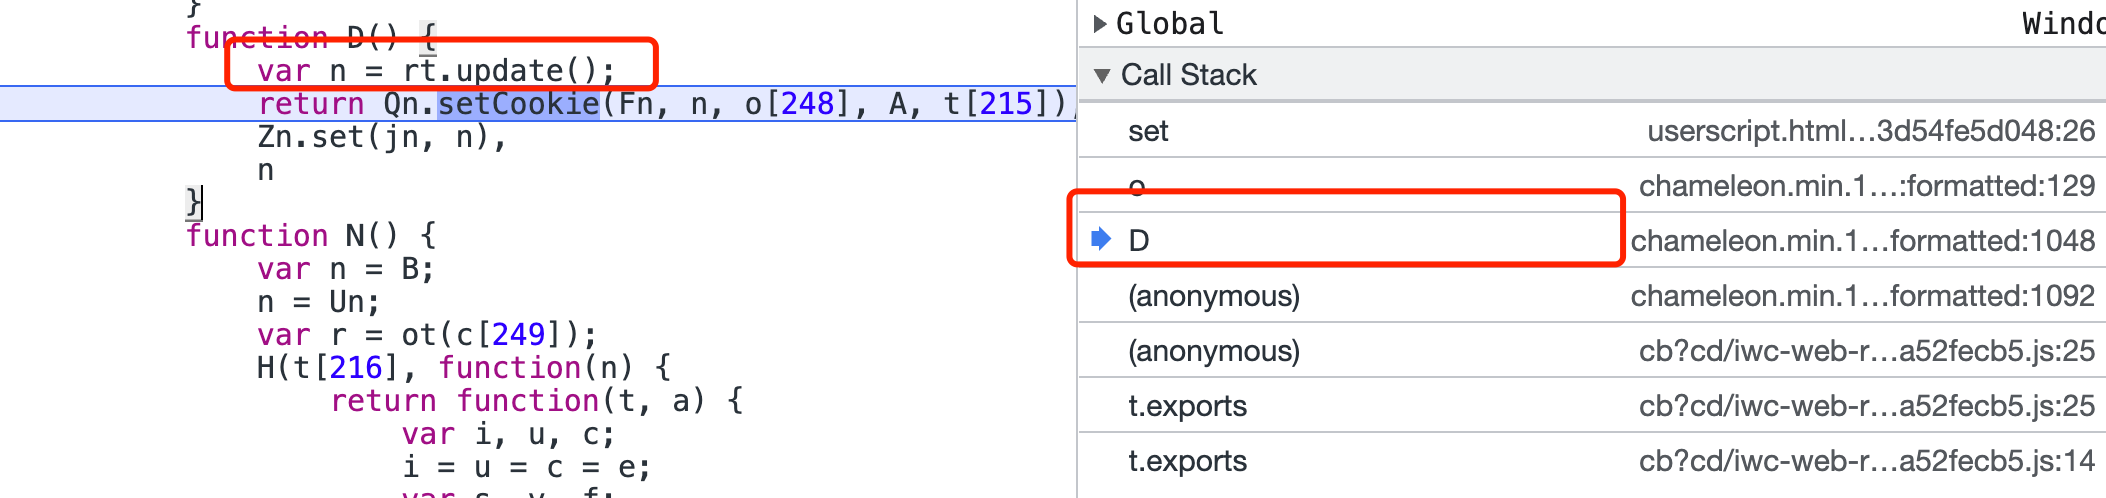 }
function D() {
var n = rt.update();
return Qn.setCookie(Fn, n, o[248], A, t[215]),
Zn.set(jn, n),
n
}
function N() {
var n = B;
n = Un;
var r = ot(c[249]);
H(t[216], function(n) {
return function(t, a) {
var i, u, c;
i = u = c = e;
Global
Call Stack
set userscript.html…3d54fe5d048:26
o chameleon.min.1…:formatted:129
D chameleon.min.1…formatted:1048
(anonymous) chameleon.min.1…formatted:1092
(anonymous) cb?cd/iwc-web-r…a52fecb5.js:25
t.exports cb?cd/iwc-web-r…a52fecb5.js:25
t.exports cb?cd/iwc-web-r…a52fecb5.js:14